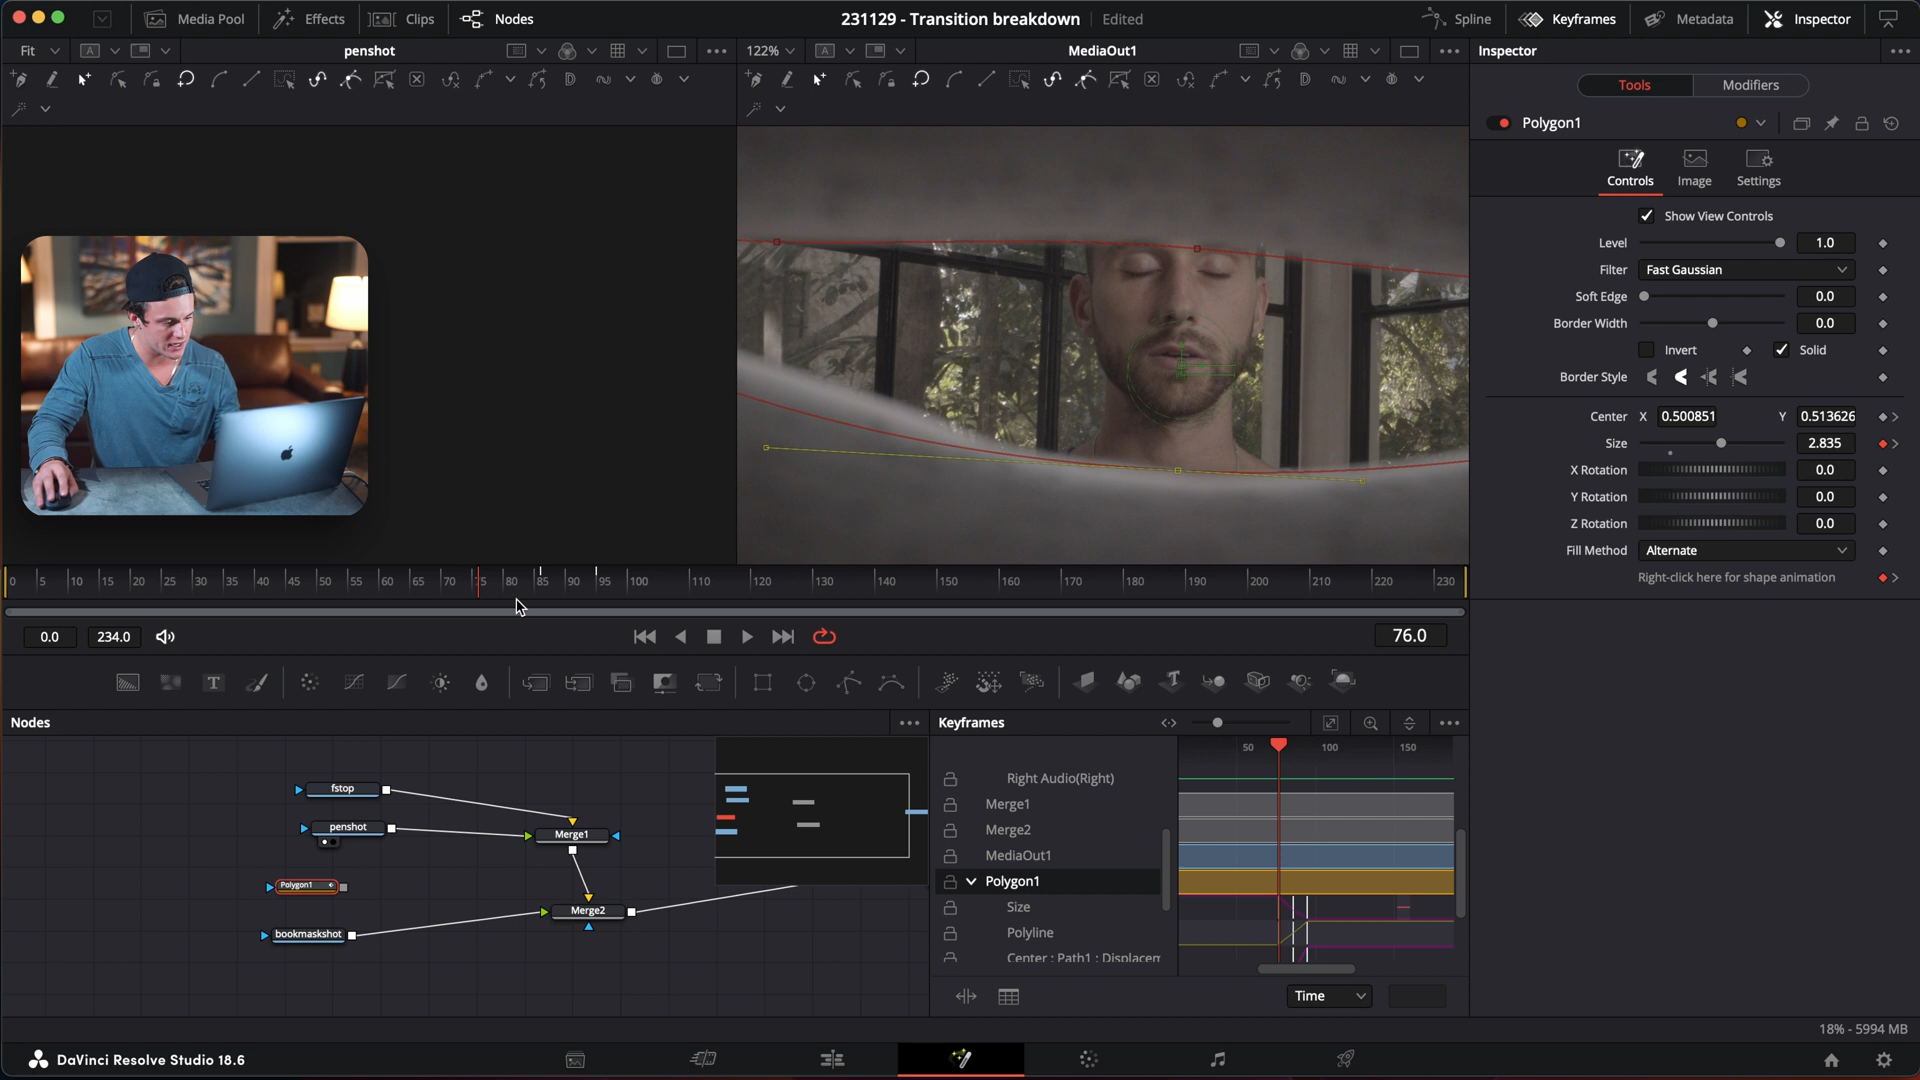 Media Pool Effects Clips Nodes 231129 - Transition breakdown Edited Spline Keyframes Metadata Inspector
Fit A penshot 122% A MediaOut1 Inspector
Tools Modifiers
Polygon1
Controls Image Settings
Show View Controls
Level 1.0
Filter Fast Gaussian
Soft Edge 0.0
Border Width 0.0
Invert Solid
Border Style
Center X 0.500851 Y 0.513626
Size 2.835
X Rotation 0.0
Y Rotation 0.0
Z Rotation 0.0
Fill Method Alternate
Right-click here for shape animation
0 5 10 15 20 25 30 35 40 45 50 55 60 65 70 75 80 85 90 95 100 110 120 130 140 150 160 170 180 190 200 210 220 230
0.0 234.0 76.0
Nodes Keyframes
fstop
penshot
Merge1
Polygon1
Merge2
bookmaskshot
50 100 150
Right Audio(Right)
Merge1
Merge2
MediaOut1
Polygon1
Size
Polyline
Center : Path1 : Displacem
Time
18% - 5994 MB
DaVinci Resolve Studio 18.6